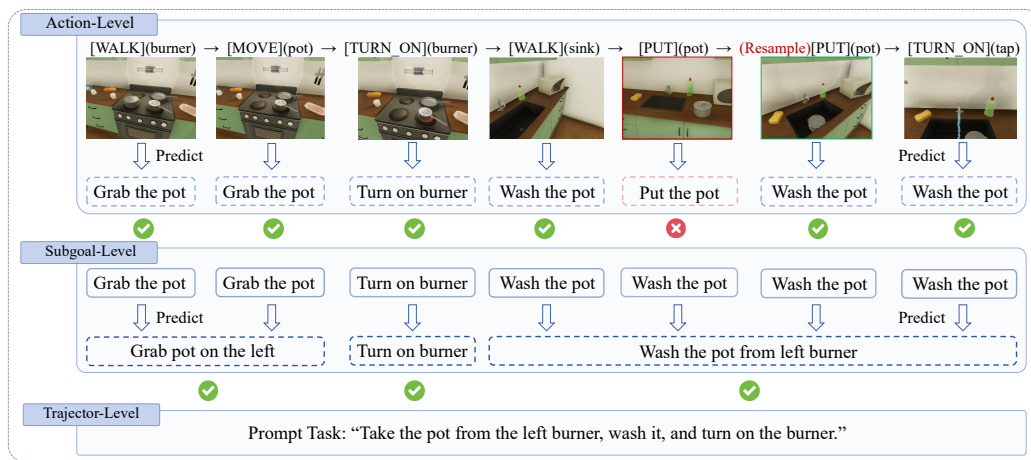 Action-Level
[WALK](burner) → [MOVE](pot) → [TURN_ON](burner) → [WALK](sink) → [PUT](pot) → (Resample)[PUT](pot) → [TURN_ON](tap)
Predict Predict
Grab the pot Grab the pot Turn on burner Wash the pot Put the pot Wash the pot Wash the pot
Subgoal-Level
Grab the pot Grab the pot Turn on burner Wash the pot Wash the pot Wash the pot Wash the pot
Predict Predict
Grab pot on the left Turn on burner Wash the pot from left burner
Trajector-Level
Prompt Task: “Take the pot from the left burner, wash it, and turn on the burner.”